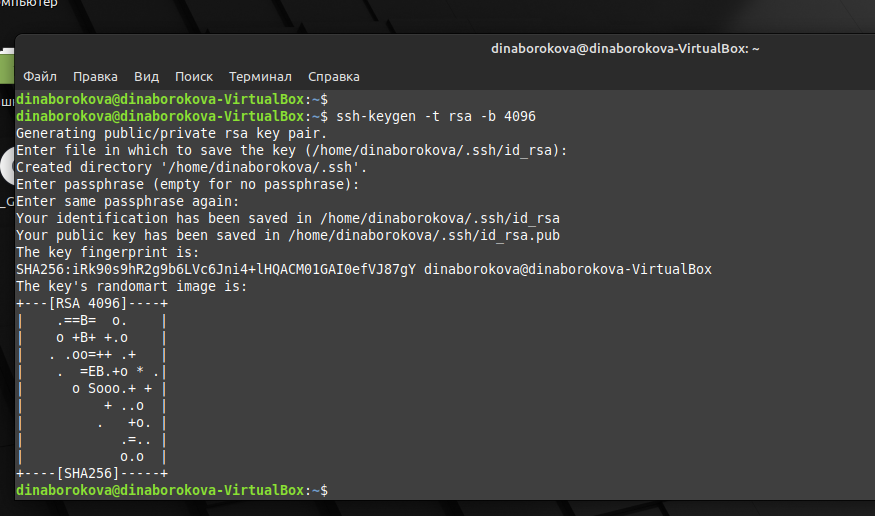 мпьютер
dinaborokova@dinaborokova-VirtualBox: ~
Файл Правка Вид Поиск Терминал Справка
dinaborokova@dinaborokova-VirtualBox:~$
dinaborokova@dinaborokova-VirtualBox:~$ ssh-keygen -t rsa -b 4096
Generating public/private rsa key pair.
Enter file in which to save the key (/home/dinaborokova/.ssh/id_rsa):
Created directory '/home/dinaborokova/.ssh'.
Enter passphrase (empty for no passphrase):
Enter same passphrase again:
Your identification has been saved in /home/dinaborokova/.ssh/id_rsa
Your public key has been saved in /home/dinaborokova/.ssh/id_rsa.pub
The key fingerprint is:
SHA256:iRk90s9hR2g9b6LVc6Jni4+lHQACM01GAI0efVJ87gY dinaborokova@dinaborokova-VirtualBox
The key's randomart image is:
+---[RSA 4096]----+
|    .==B=  o.    |
|    o +B+ +.o    |
|   . .oo=++ .+   |
|    .  =EB.+o * .|
|      o Sooo.+ + |
|          + ..o  |
|         .   +o. |
|            .=.. |
|            o.o  |
+----[SHA256]-----+
dinaborokova@dinaborokova-VirtualBox:~$